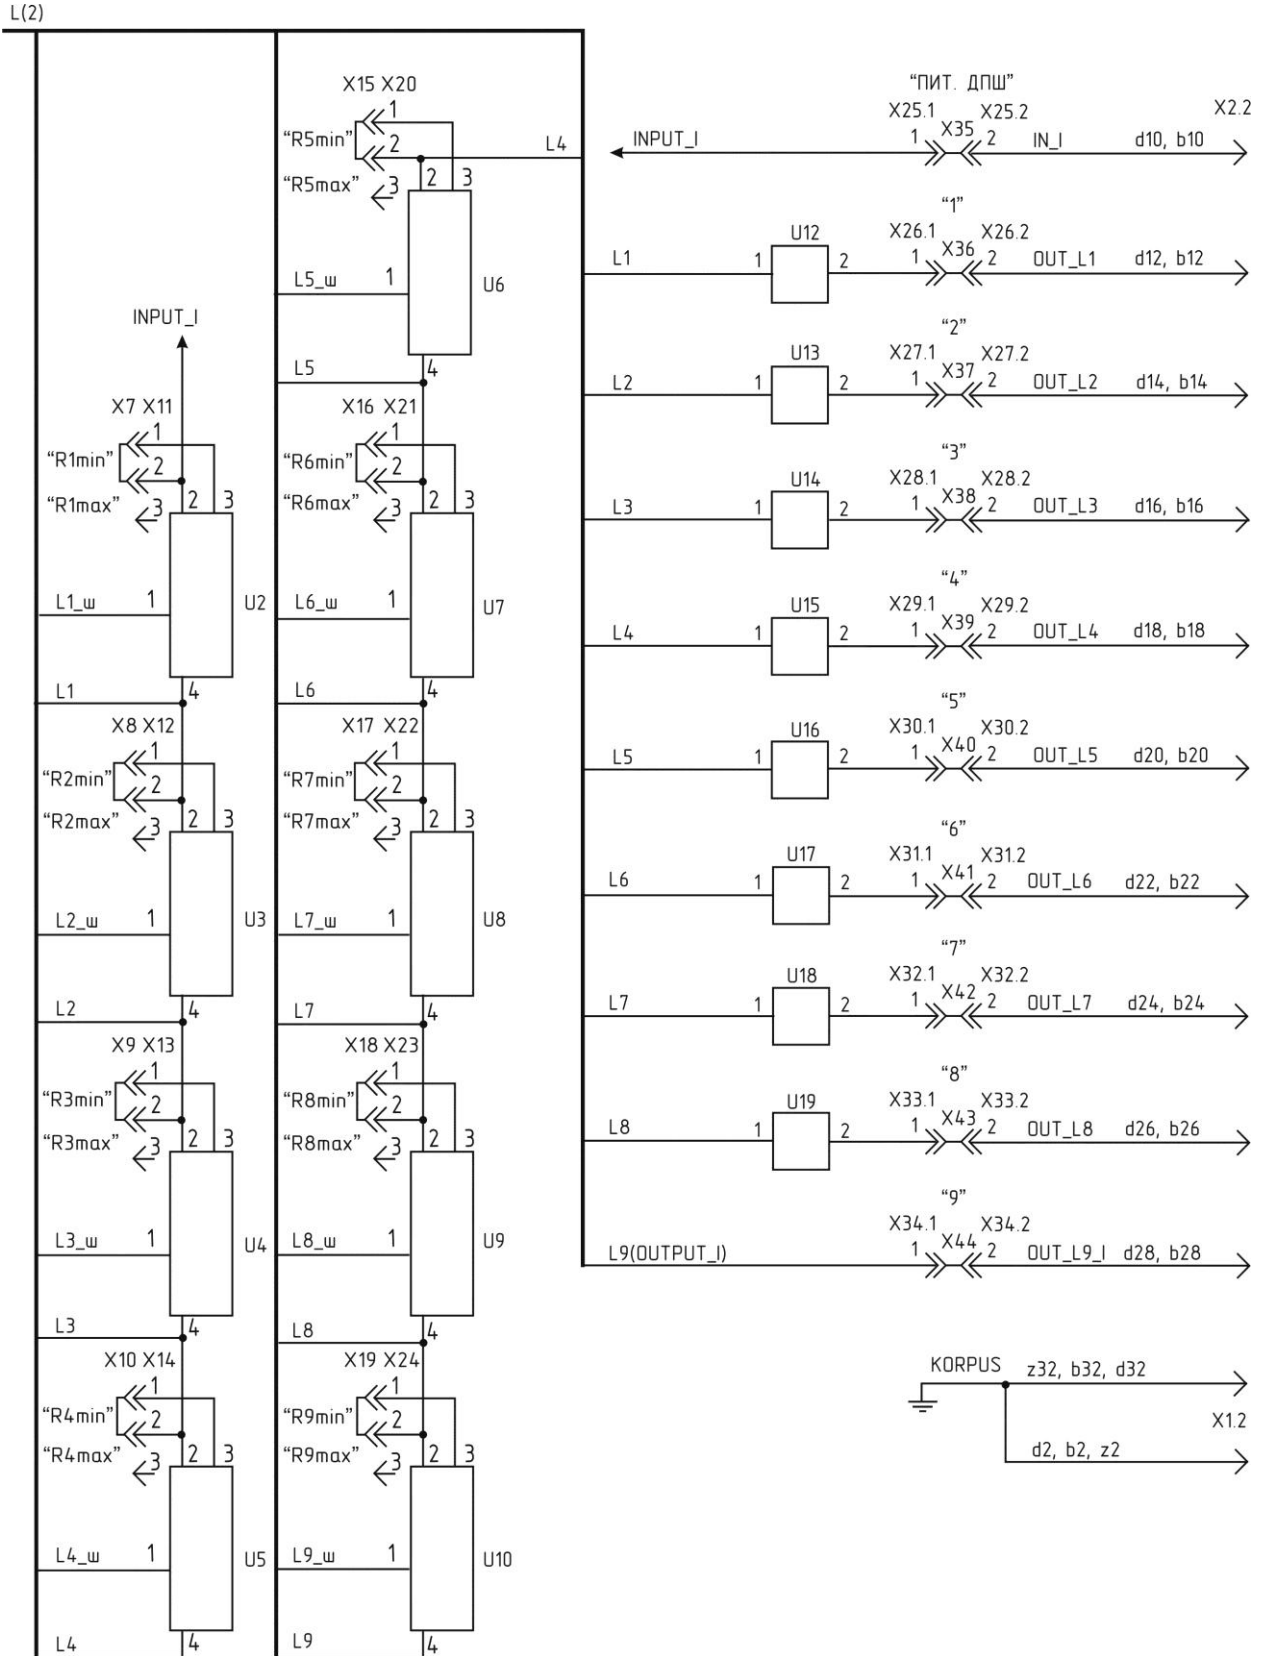 L(2)
X15 X20
"R5min"
1
2
"R5max"
3
2 3
L4
L5_ш 1
U6
L5
4
INPUT_I
X7 X11
"R1min"
1
2
"R1max"
3
2 3
L1_ш 1
U2
L1
4
X16 X21
"R6min"
1
2
"R6max"
3
2 3
L6_ш 1
U7
L6
4
X8 X12
"R2min"
1
2
"R2max"
3
2 3
L2_ш 1
U3
L2
4
X17 X22
"R7min"
1
2
"R7max"
3
2 3
L7_ш 1
U8
L7
4
X9 X13
"R3min"
1
2
"R3max"
3
2 3
L3_ш 1
U4
L3
4
X18 X23
"R8min"
1
2
"R8max"
3
2 3
L8_ш 1
U9
L8
4
X10 X14
"R4min"
1
2
"R4max"
3
2 3
L4_ш 1
U5
L4
4
X19 X24
"R9min"
1
2
"R9max"
3
2 3
L9_ш 1
U10
L9
4
"ПИТ. ДПШ"
X25.1 X25.2 X2.2
INPUT_I 1 X35 2 IN_I d10, b10
"1"
U12 X26.1 X26.2
L1 1 2 1 X36 2 OUT_L1 d12, b12
"2"
U13 X27.1 X27.2
L2 1 2 1 X37 2 OUT_L2 d14, b14
"3"
U14 X28.1 X28.2
L3 1 2 1 X38 2 OUT_L3 d16, b16
"4"
U15 X29.1 X29.2
L4 1 2 1 X39 2 OUT_L4 d18, b18
"5"
U16 X30.1 X30.2
L5 1 2 1 X40 2 OUT_L5 d20, b20
"6"
U17 X31.1 X31.2
L6 1 2 1 X41 2 OUT_L6 d22, b22
"7"
U18 X32.1 X32.2
L7 1 2 1 X42 2 OUT_L7 d24, b24
"8"
U19 X33.1 X33.2
L8 1 2 1 X43 2 OUT_L8 d26, b26
"9"
X34.1 X34.2
L9(OUTPUT_I) 1 X44 2 OUT_L9_I d28, b28
KORPUS z32, b32, d32
X1.2
d2, b2, z2